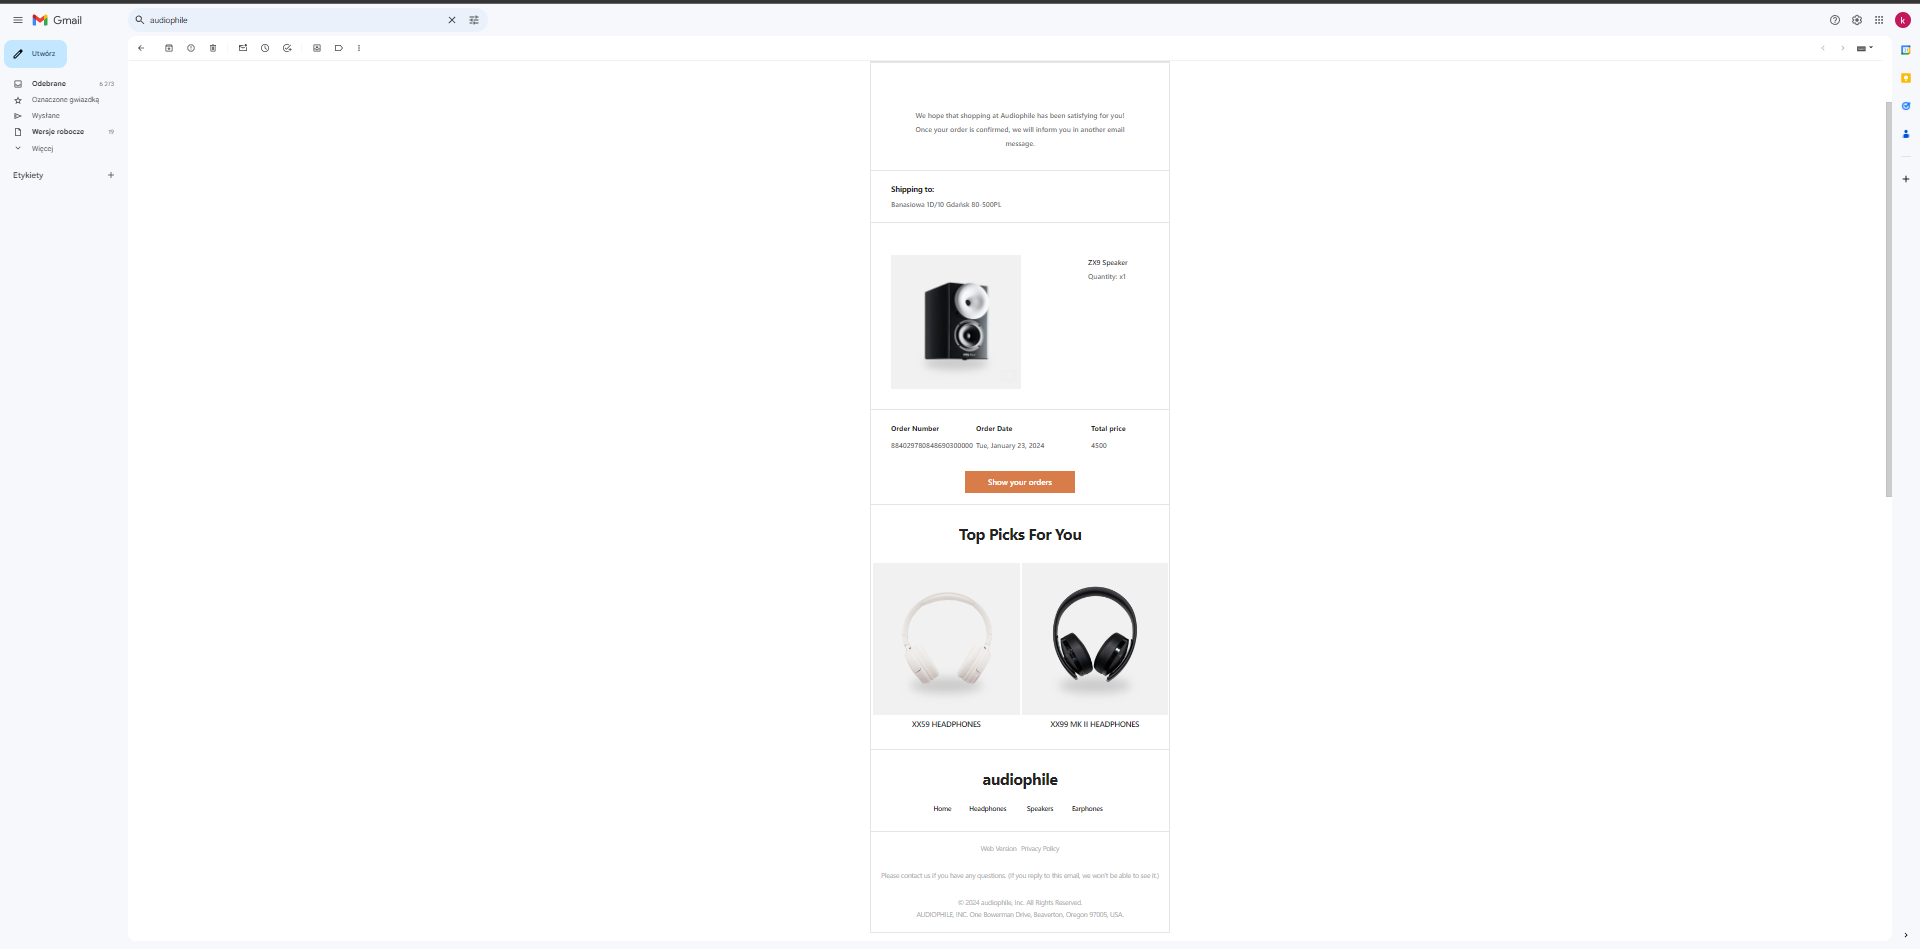 Gmail
audiophile
k
Utwórz
Odebrane 6 273
Oznaczone gwiazdką
Wysłane
Wersje robocze 19
Więcej
Etykiety
We hope that shopping at Audiophile has been satisfying for you!
Once your order is confirmed, we will inform you in another email
message.
Shipping to:
Banasiowa 1D/10 Gdańsk 80-500PL
ZX9 Speaker
Quantity: x1
Order Number Order Date Total price
884029780848690300000 Tue, January 23, 2024 4500
Show your orders
Top Picks For You
XX59 HEADPHONES XX99 MK II HEADPHONES
audiophile
Home Headphones Speakers Earphones
Web Version Privacy Policy
Please contact us if you have any questions. (If you reply to this email, we won't be able to see it.)
© 2024 audiophile, Inc. All Rights Reserved.
AUDIOPHILE, INC. One Bowerman Drive, Beaverton, Oregon 97005, USA.